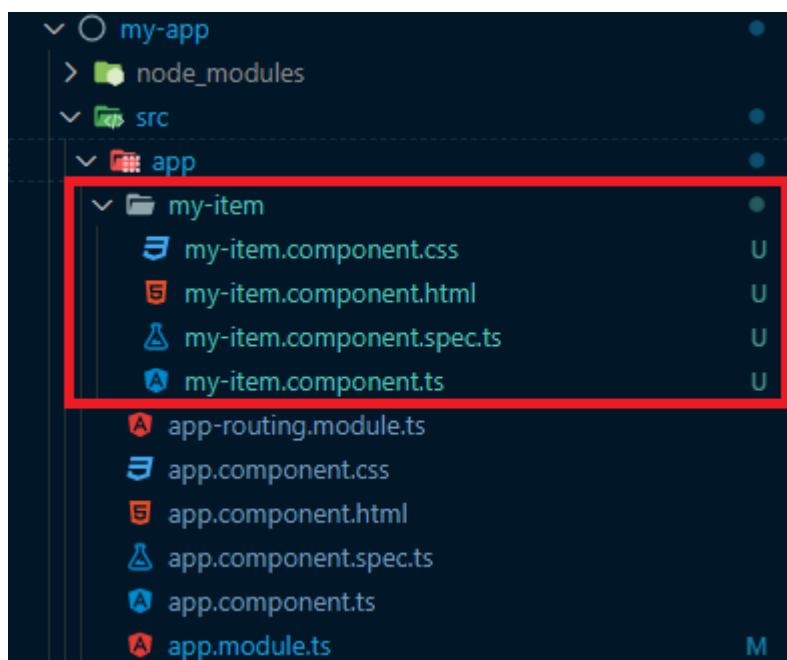 my-app
node_modules
src
app
my-item
my-item.component.css U
my-item.component.html U
my-item.component.spec.ts U
my-item.component.ts U
app-routing.module.ts
app.component.css
app.component.html
app.component.spec.ts
app.component.ts
app.module.ts M